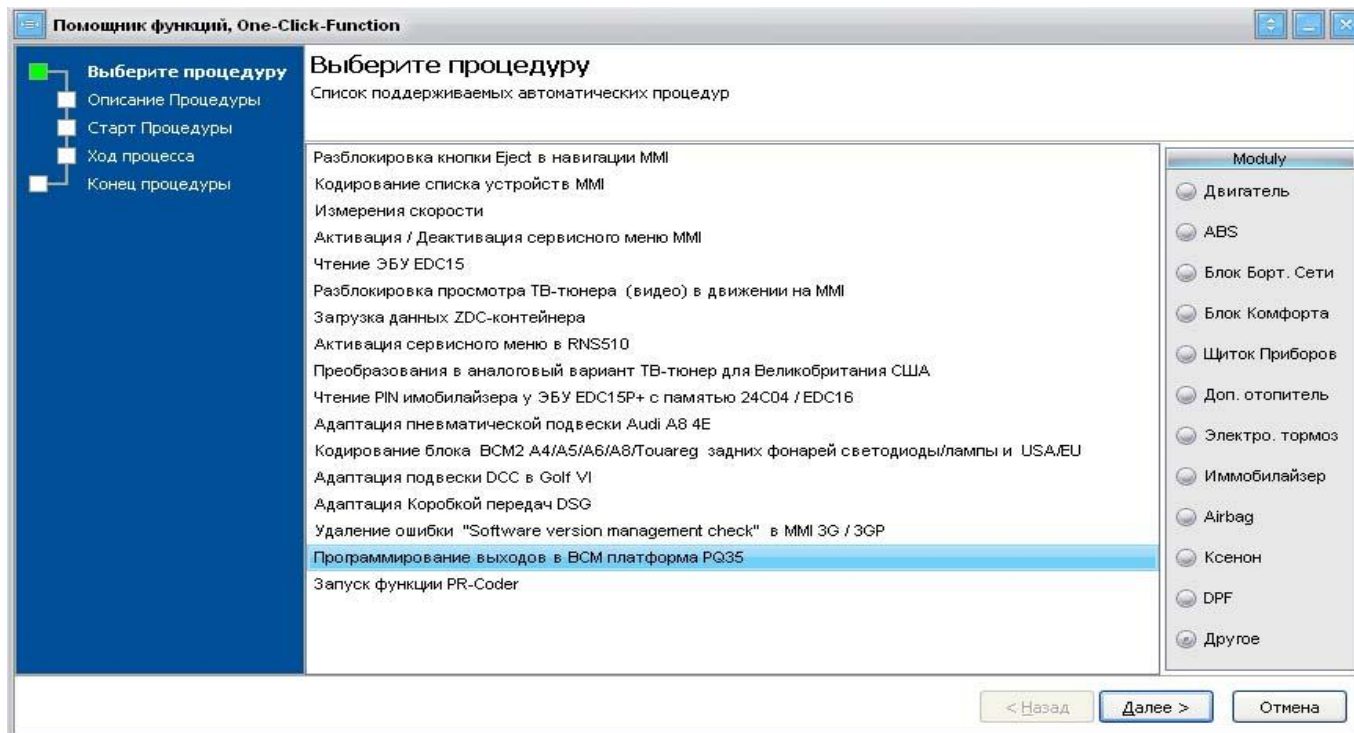 Помощник функций, One-Click-Function
Выберите процедуру
Описание Процедуры
Старт Процедуры
Ход процесса
Конец процедуры
Выберите процедуру
Список поддерживаемых автоматических процедур
Разблокировка кнопки Eject в навигации MMI
Кодирование списка устройств MMI
Измерения скорости
Активация / Деактивация сервисного меню MMI
Чтение ЭБУ EDC15
Разблокировка просмотра ТВ-тюнера (видео) в движении на MMI
Загрузка данных ZDC-контейнера
Активация сервисного меню в RNS510
Преобразования в аналоговый вариант ТВ-тюнер для Великобритания США
Чтение PIN имобилайзера у ЭБУ EDC15P+ с памятью 24C04 / EDC16
Адаптация пневматической подвески Audi A8 4E
Кодирование блока BCM2 A4/A5/A6/A8/Touareg задних фонарей светодиоды/лампы и USA/EU
Адаптация подвески DCC в Golf VI
Адаптация Коробкой передач DSG
Удаление ошибки "Software version management check" в MMI 3G / 3GP
Программирование выходов в BCM платформа PQ35
Запуск функции PR-Coder
Moduly
Двигатель
ABS
Блок Борт. Сети
Блок Комфорта
Щиток Приборов
Доп. отопитель
Электро. тормоз
Иммобилайзер
Airbag
Ксенон
DPF
Другое
< Назад
Далее >
Отмена